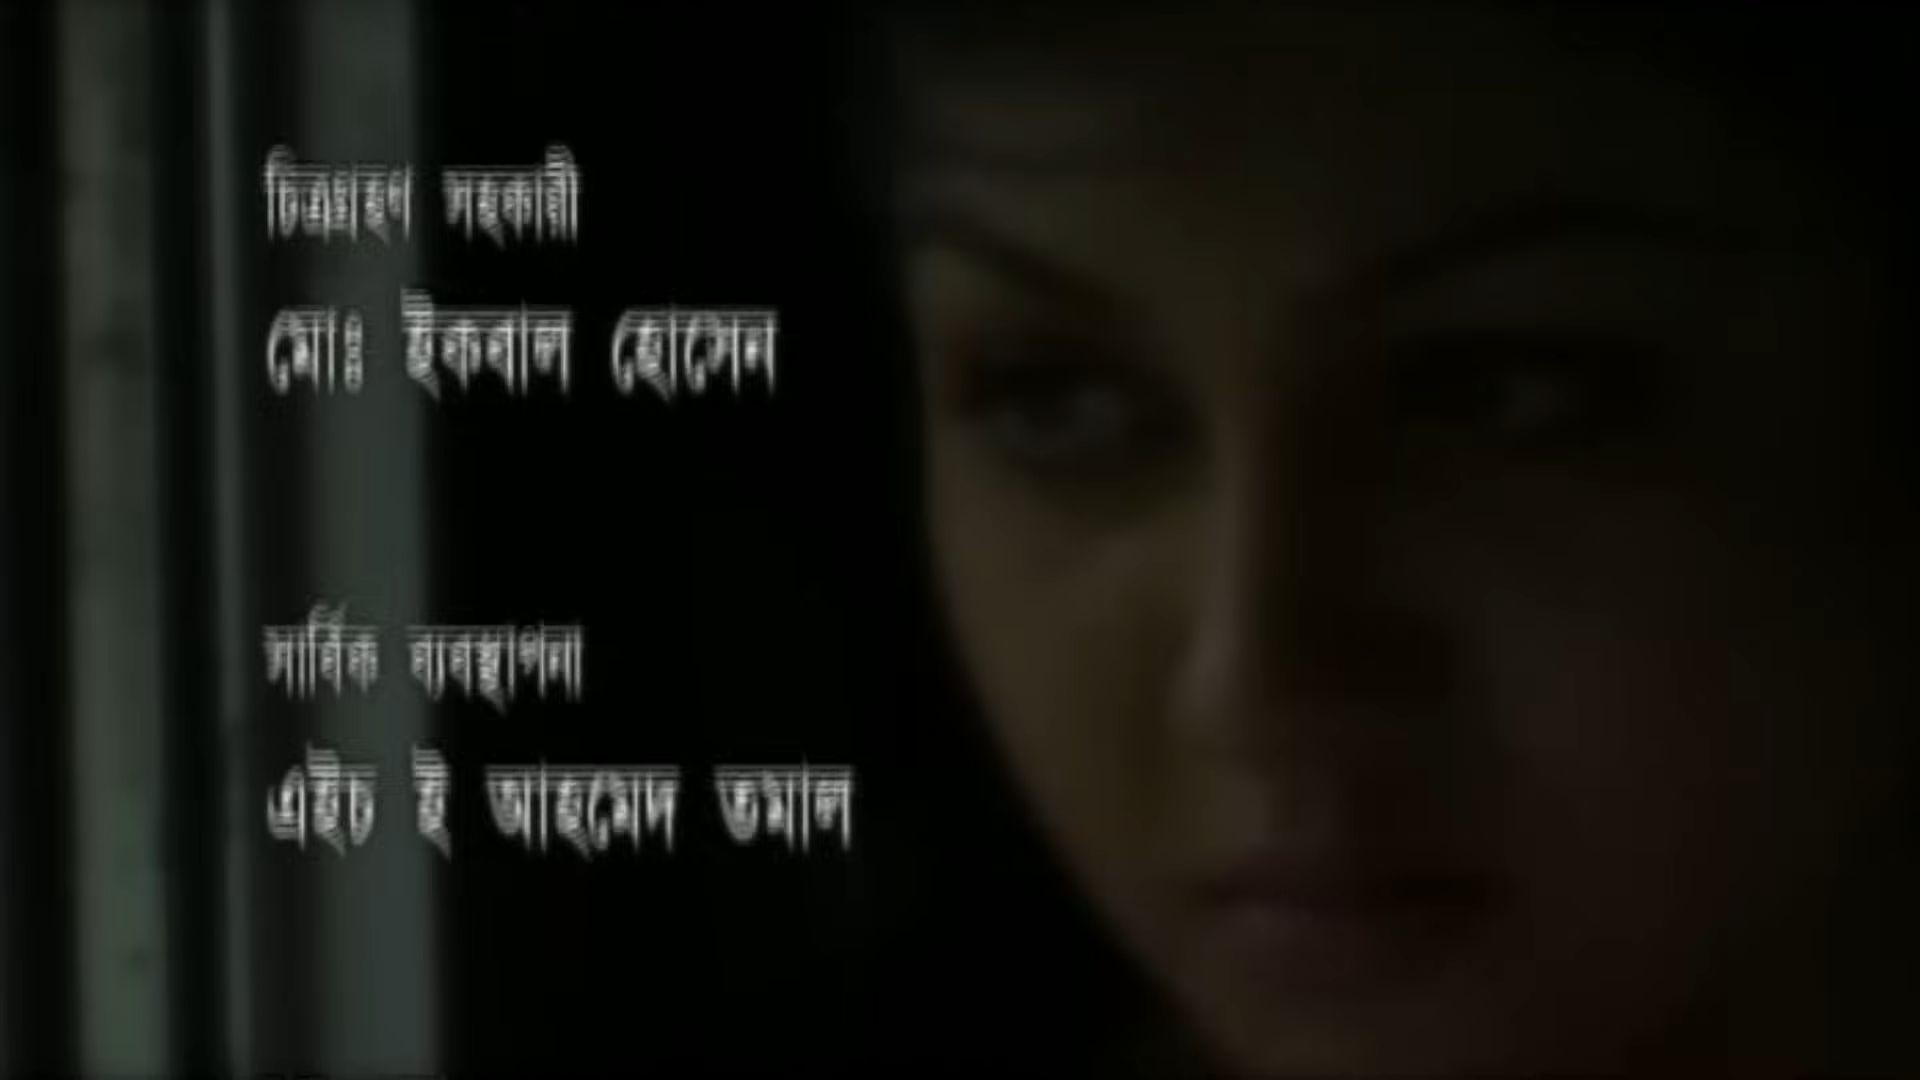 চিত্রগ্রহণ সহকারী
মোঃ ইকবাল হোসেন
সার্বিক ব্যবস্থাপনা
এইচ ই আহমেদ তমাল